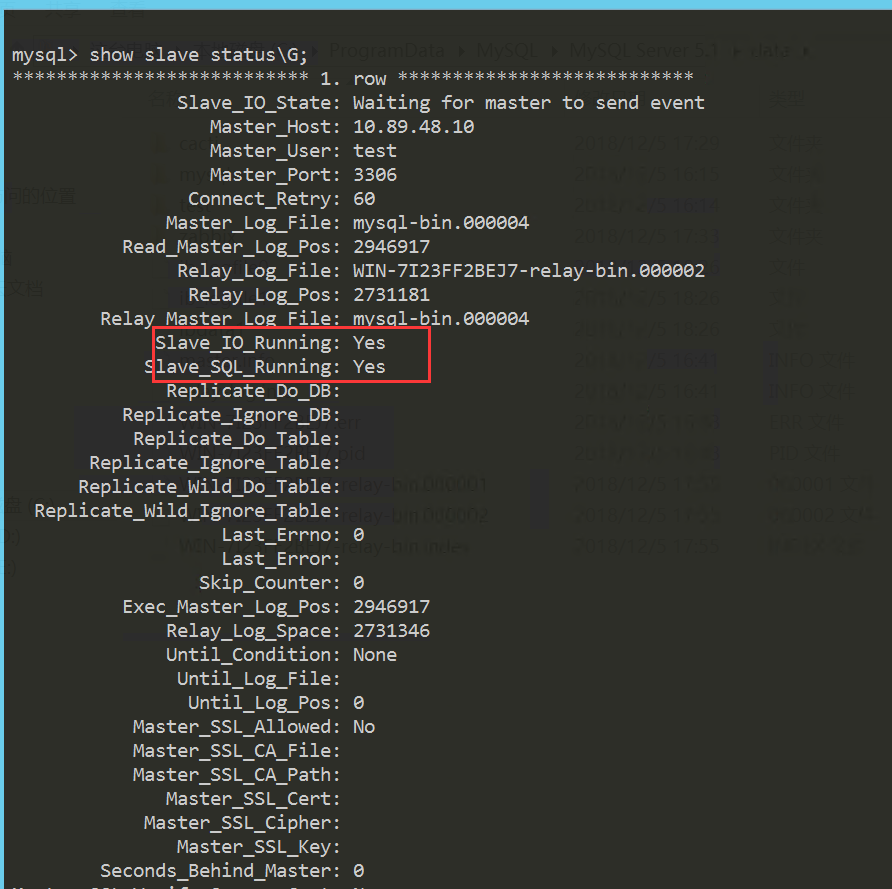 mysql> show slave status\G;
*************************** 1. row ***************************
Slave_IO_State: Waiting for master to send event
Master_Host: 10.89.48.10
Master_User: test
Master_Port: 3306
Connect_Retry: 60
Master_Log_File: mysql-bin.000004
Read_Master_Log_Pos: 2946917
Relay_Log_File: WIN-7I23FF2BEJ7-relay-bin.000002
Relay_Log_Pos: 2731181
Relay_Master_Log_File: mysql-bin.000004
Slave_IO_Running: Yes
Slave_SQL_Running: Yes
Replicate_Do_DB:
Replicate_Ignore_DB:
Replicate_Do_Table:
Replicate_Ignore_Table:
Replicate_Wild_Do_Table:
Replicate_Wild_Ignore_Table:
Last_Errno: 0
Last_Error:
Skip_Counter: 0
Exec_Master_Log_Pos: 2946917
Relay_Log_Space: 2731346
Until_Condition: None
Until_Log_File:
Until_Log_Pos: 0
Master_SSL_Allowed: No
Master_SSL_CA_File:
Master_SSL_CA_Path:
Master_SSL_Cert:
Master_SSL_Cipher:
Master_SSL_Key:
Seconds_Behind_Master: 0